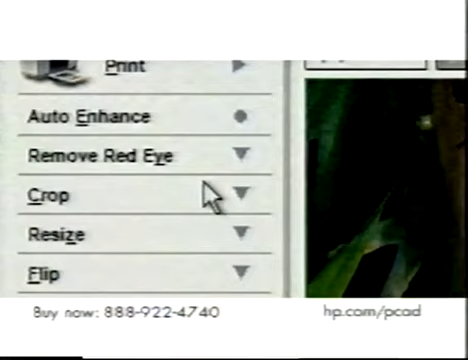 Print
Auto Enhance
Remove Red Eye
Crop
Resize
Flip
Buy now: 888-922-4740
hp.com/pcad